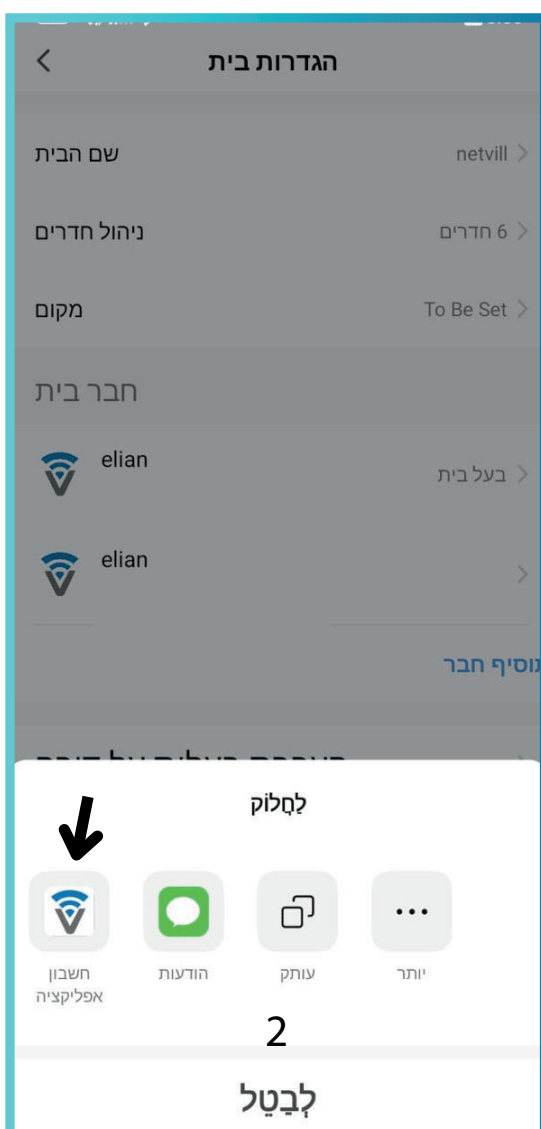 הגדרות בית
שם הבית
netvill
ניהול חדרים
6 חדרים
מקום
To Be Set
חבר בית
elian
בעל בית
elian
וסיף חבר
לַחֲלוֹק
חשבון
אפליקציה
הודעות
עותק
יותר
2
לְבַטֵל